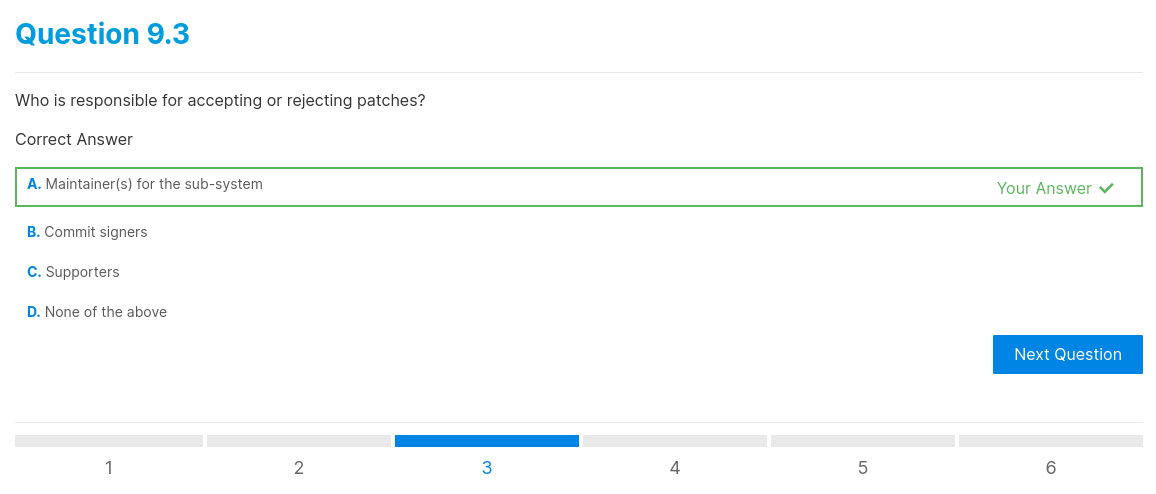 Question 9.3
Who is responsible for accepting or rejecting patches?
Correct Answer
A. Maintainer(s) for the sub-system
Your Answer ✓
B. Commit signers
C. Supporters
D. None of the above
Next Question
1 2 3 4 5 6